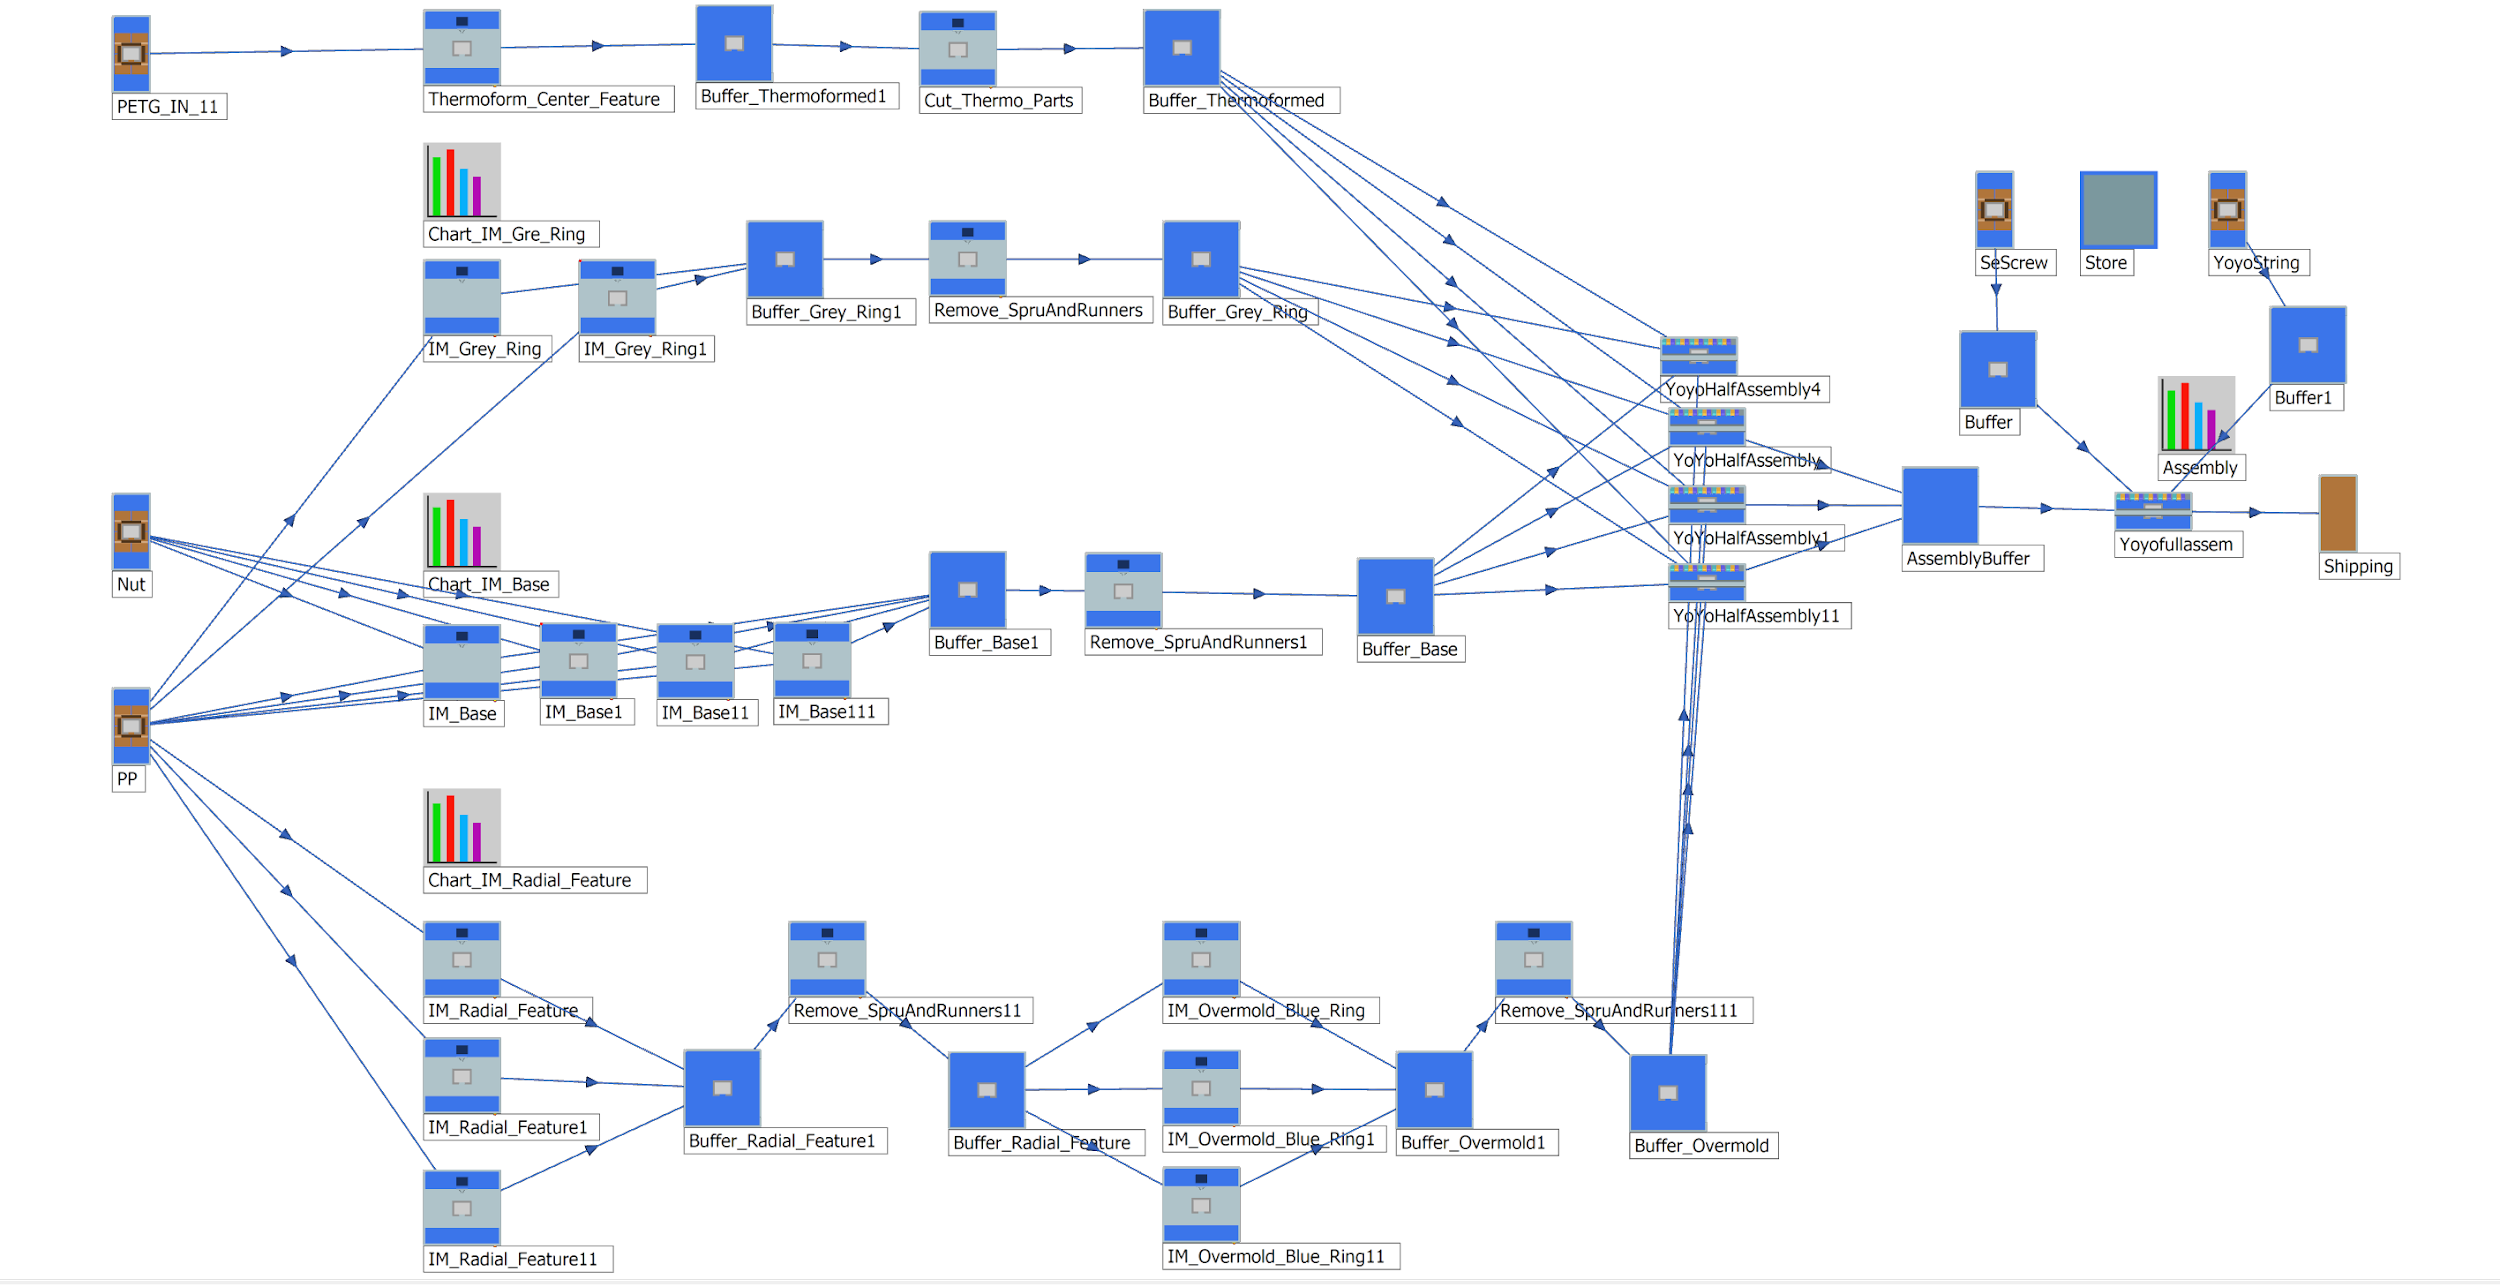 PETG_IN_11
Thermoform_Center_Feature
Buffer_Thermoformed1
Cut_Thermo_Parts
Buffer_Thermoformed
Chart_IM_Gre_Ring
SeScrew
Store
YoyoString
IM_Grey_Ring
IM_Grey_Ring1
Buffer_Grey_Ring1
Remove_SpruAndRunners
Buffer_Grey_Ring
YoyoHalfAssembly4
Buffer
Buffer1
YoYoHalfAssembly
Assembly
Nut
Chart_IM_Base
YoYoHalfAssembly1
AssemblyBuffer
Yoyofullassem
Shipping
YoYoHalfAssembly11
Buffer_Base1
Remove_SpruAndRunners1
Buffer_Base
IM_Base
IM_Base1
IM_Base11
IM_Base111
PP
Chart_IM_Radial_Feature
IM_Radial_Feature
Remove_SpruAndRunners11
IM_Overmold_Blue_Ring
Remove_SpruAndRunners111
IM_Radial_Feature1
Buffer_Radial_Feature1
Buffer_Radial_Feature
IM_Overmold_Blue_Ring1
Buffer_Overmold1
Buffer_Overmold
IM_Radial_Feature11
IM_Overmold_Blue_Ring11